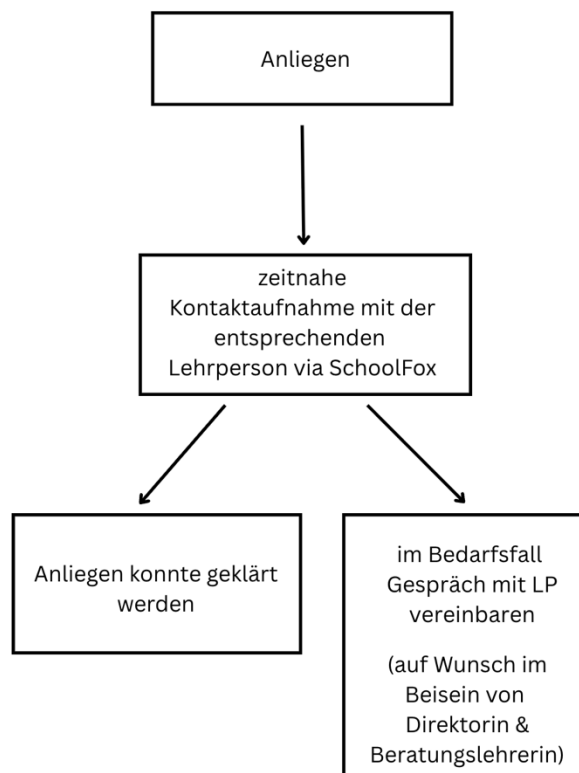 Anliegen
zeitnahe
Kontaktaufnahme mit der
entsprechenden
Lehrperson via SchoolFox
Anliegen konnte geklärt
werden
im Bedarfsfall
Gespräch mit LP
vereinbaren
(auf Wunsch im
Beisein von
Direktorin &
Beratungslehrerin)